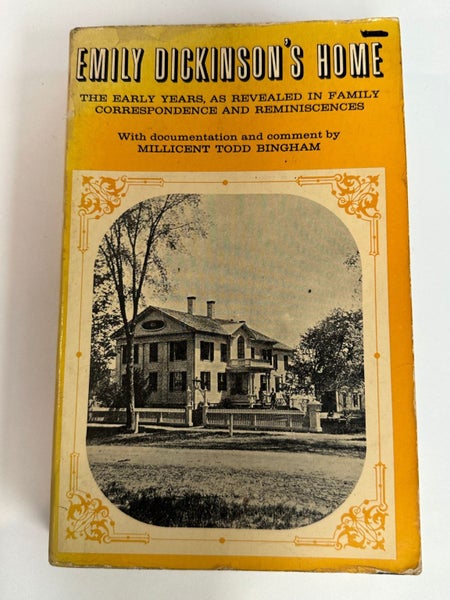 EMILY DICKINSON'S HOME
THE EARLY YEARS, AS REVEALED IN FAMILY
CORRESPONDENCE AND REMINISCENCES
With documentation and comment by
MILLICENT TODD BINGHAM